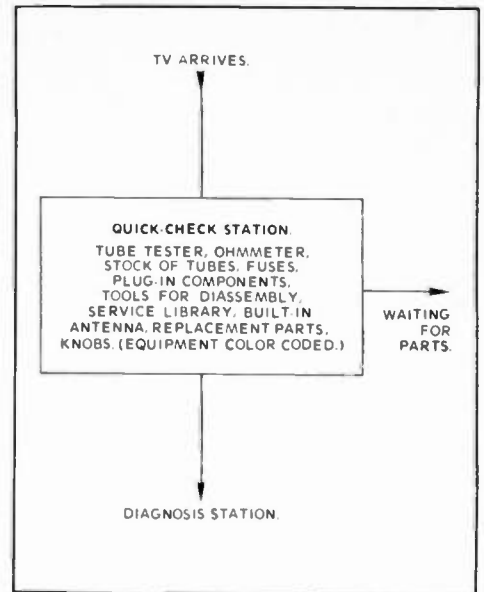 TV ARRIVES.
QUICK-CHECK STATION.
TUBE TESTER, OHMMETER,
STOCK OF TUBES, FUSES,
PLUG-IN COMPONENTS,
TOOLS FOR DIASSEMBLY,
SERVICE LIBRARY, BUILT-IN
ANTENNA, REPLACEMENT PARTS,
KNOBS. (EQUIPMENT COLOR CODED.)
WAITING
FOR
PARTS.
DIAGNOSIS STATION.